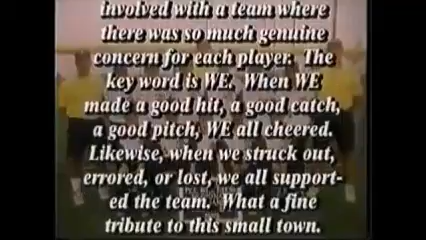 involved with a team where
there was so much genuine
concern for each player.  The
key word is WE.  When WE
made a good hit, a good catch,
a good pitch, WE all cheered.
Likewise, when we struck out,
errored, or lost, we all support-
ed the team.  What a fine
tribute to this small town.